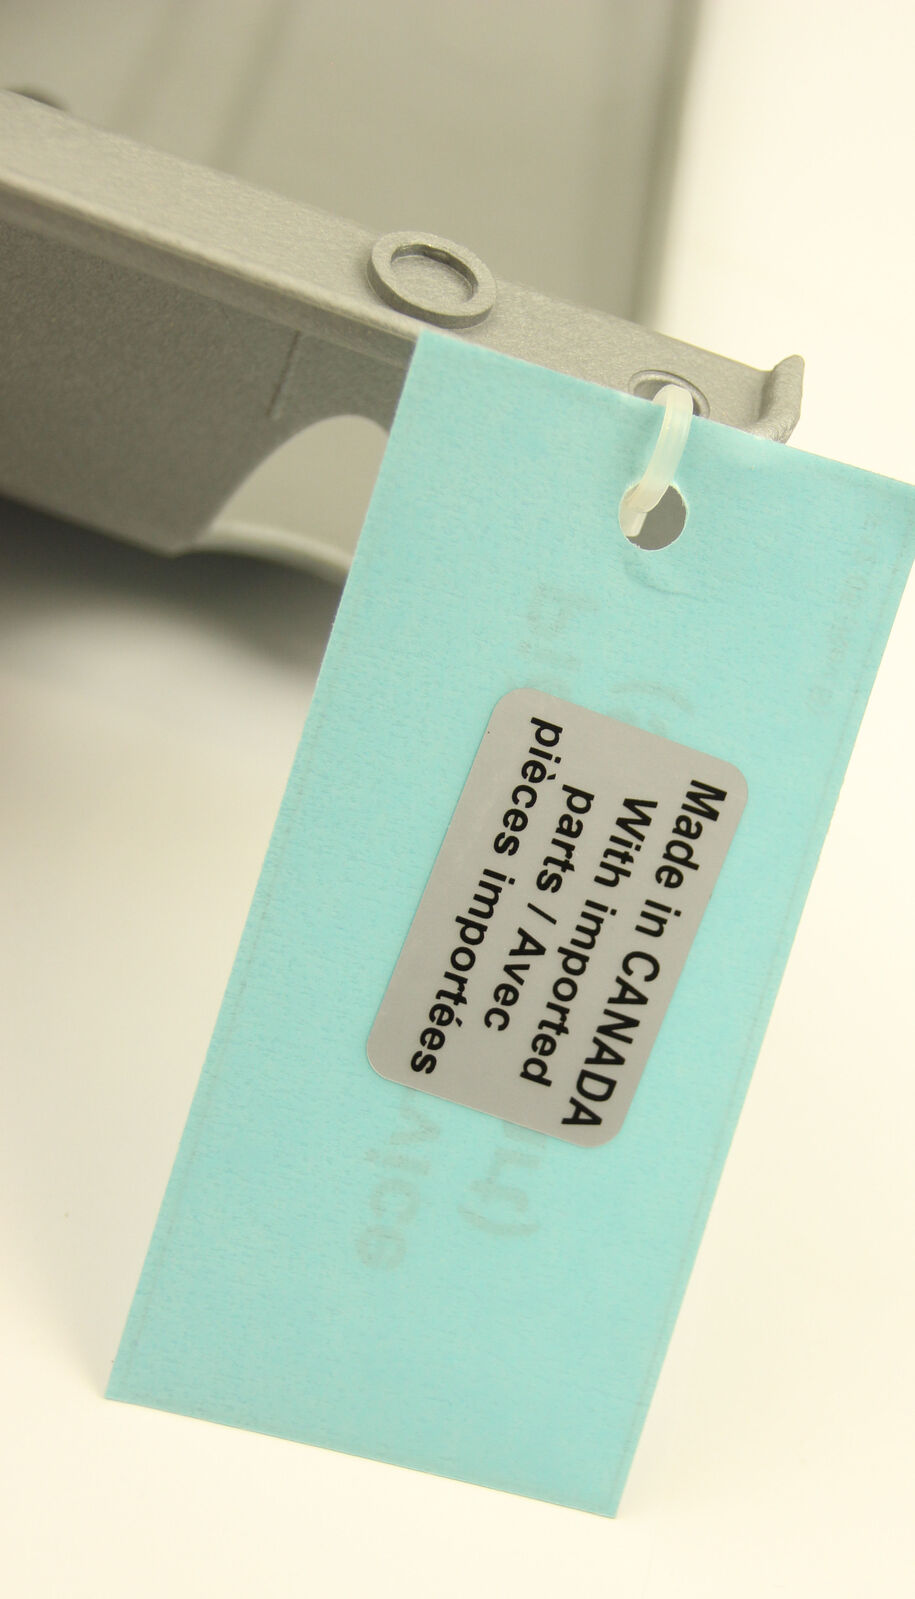 Made in CANADA
With imported
parts / Avec
pièces importées